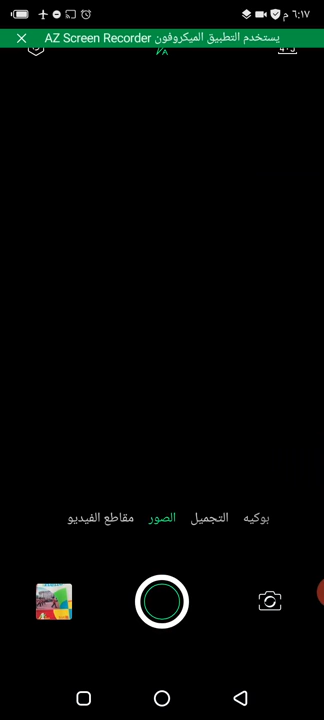 ٦:١٧ م
يستخدم التطبيق الميكروفون AZ Screen Recorder
بوكيه التجميل الصور مقاطع الفيديو